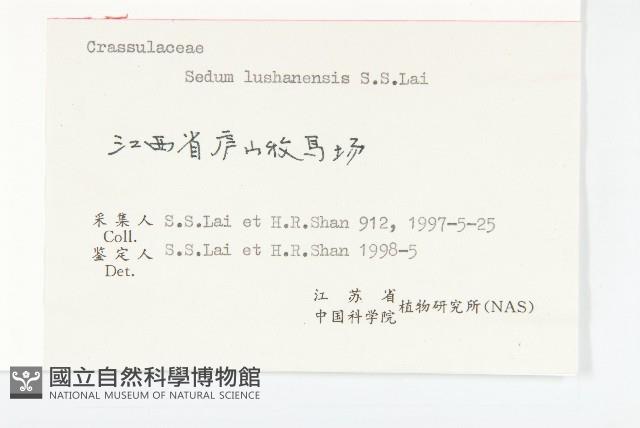 Crassulaceae
Sedum lushanensis S.S.Lai
江西省庐山牧马场
采集人 S.S.Lai et H.R.Shan 912, 1997-5-25
Coll.
鉴定人 S.S.Lai et H.R.Shan 1998-5
Det.
江苏省
中国科学院 植物研究所(NAS)
國立自然科學博物館
NATIONAL MUSEUM OF NATURAL SCIENCE